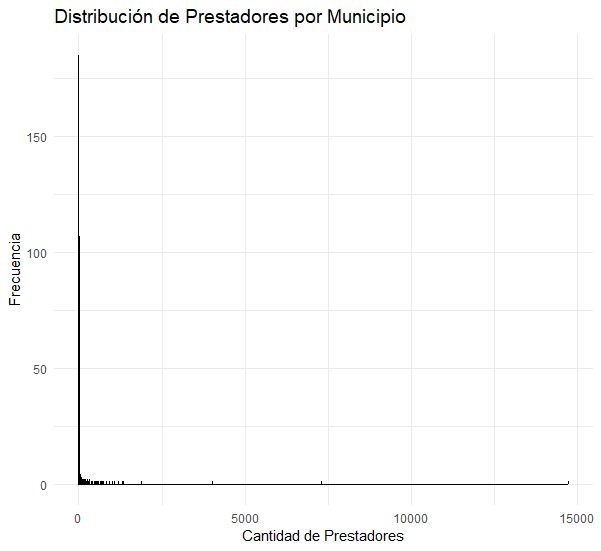 Distribución de Prestadores por Municipio
Frecuencia
150
100
50
0
0 5000 10000 15000
Cantidad de Prestadores